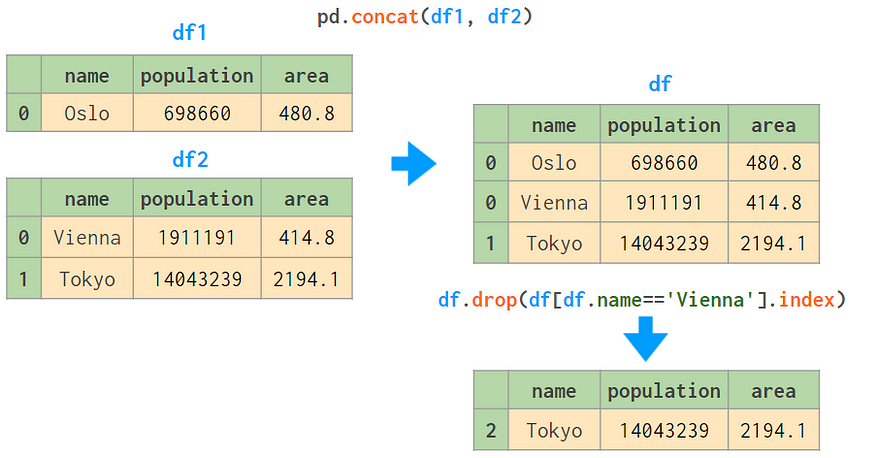 pd.concat(df1, df2)
df1
name population area
0 Oslo 698660 480.8
df2
name population area
0 Vienna 1911191 414.8
1 Tokyo 14043239 2194.1
df
name population area
0 Oslo 698660 480.8
0 Vienna 1911191 414.8
1 Tokyo 14043239 2194.1
df.drop(df[df.name=='Vienna'].index)
name population area
2 Tokyo 14043239 2194.1